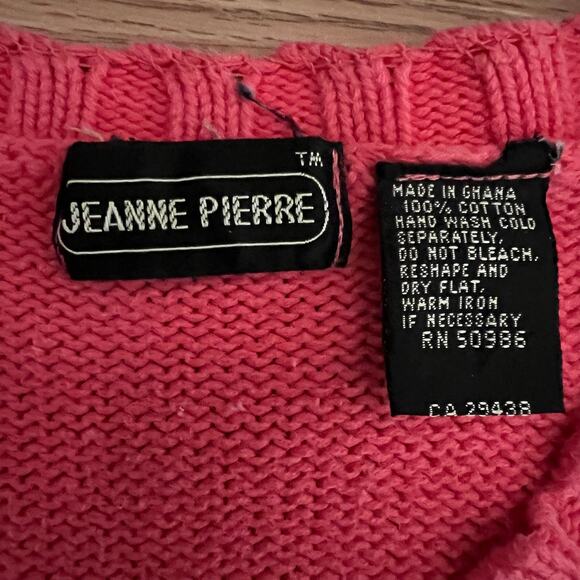 JEANNE PIERRE TM
MADE IN GHANA
100% COTTON
HAND WASH COLD
SEPARATELY,
DO NOT BLEACH,
RESHAPE AND
DRY FLAT,
WARM IRON
IF NECESSARY
RN 50986
CA 29438